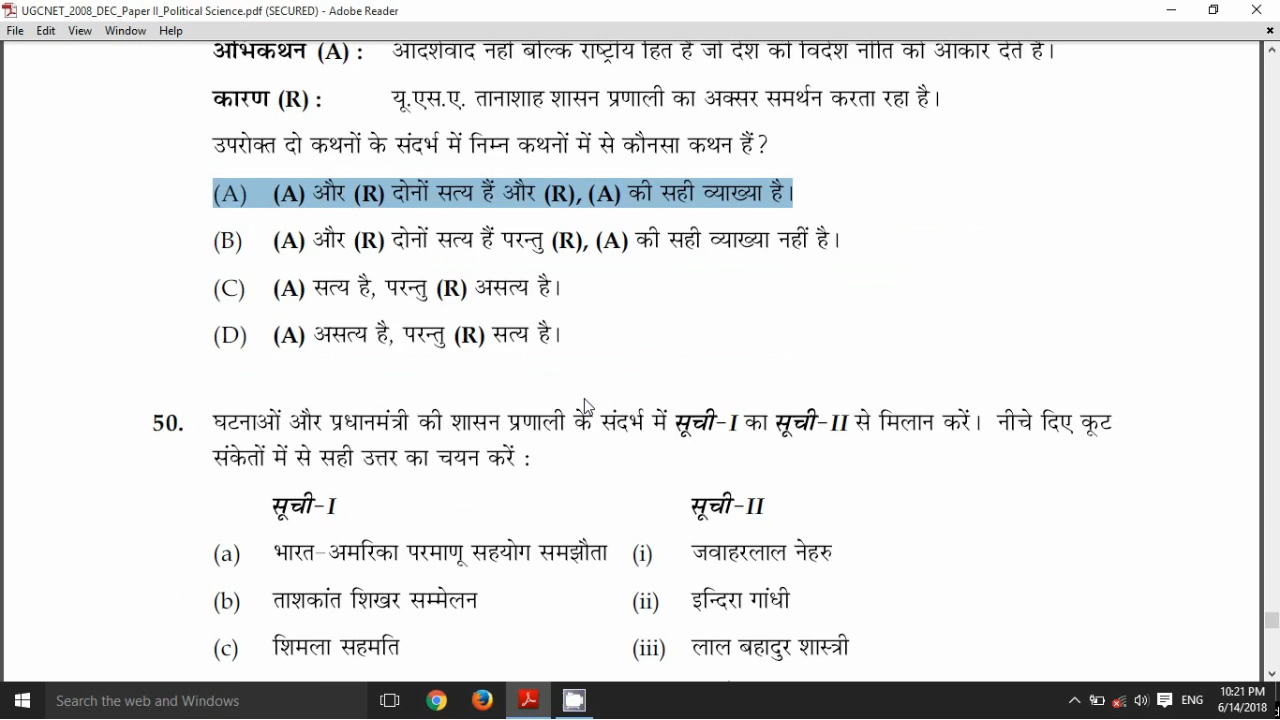 UGCNET_2008_DEC_Paper II_Political Science.pdf (SECURED) - Adobe Reader
File Edit View Window Help
अभिकथन (A) : आदर्शवाद नहीं बल्कि राष्ट्रीय हित हैं जो देश की विदेश नीति को आकार देते हैं।
कारण (R) : यू.एस.ए. तानाशाह शासन प्रणाली का अक्सर समर्थन करता रहा है।
उपरोक्त दो कथनों के संदर्भ में निम्न कथनों में से कौनसा कथन हैं?
(A) (A) और (R) दोनों सत्य हैं और (R), (A) की सही व्याख्या है।
(B) (A) और (R) दोनों सत्य हैं परन्तु (R), (A) की सही व्याख्या नहीं है।
(C) (A) सत्य है, परन्तु (R) असत्य है।
(D) (A) असत्य है, परन्तु (R) सत्य है।
50. घटनाओं और प्रधानमंत्री की शासन प्रणाली के संदर्भ में सूची-I का सूची-II से मिलान करें। नीचे दिए कूट
संकेतों में से सही उत्तर का चयन करें :
सूची-I सूची-II
(a) भारत-अमरिका परमाणू सहयोग समझौता (i) जवाहरलाल नेहरु
(b) ताशकांत शिखर सम्मेलन (ii) इन्दिरा गांधी
(c) शिमला सहमति (iii) लाल बहादुर शास्त्री
Search the web and Windows
ENG
10:21 PM
6/14/2018